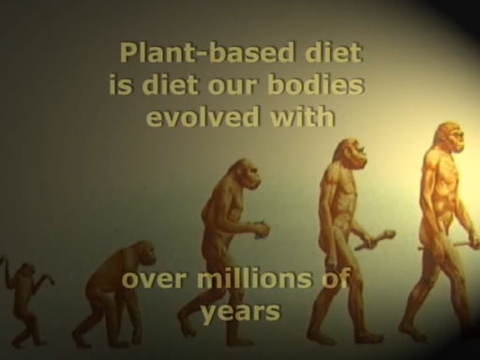 Plant-based diet
is diet our bodies
evolved with
over millions of
years